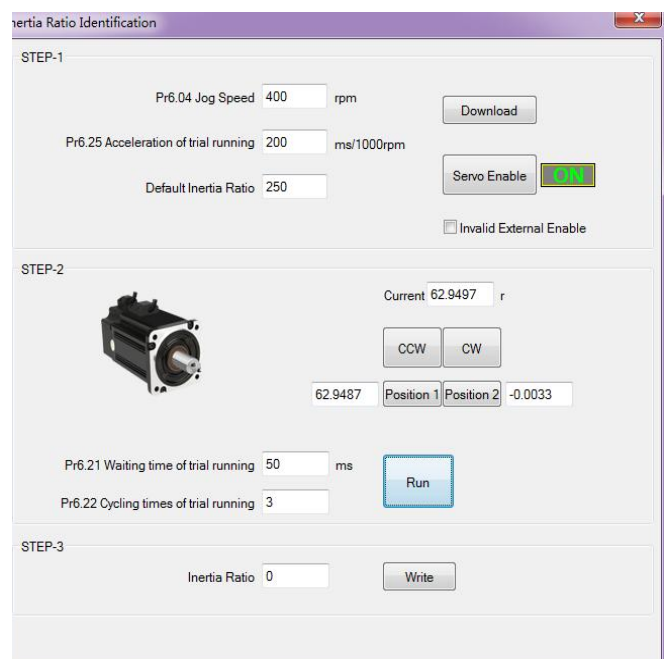 nertia Ratio Identification
x
STEP-1
Pr6.04 Jog Speed 400 rpm
Download
Pr6.25 Acceleration of trial running 200 ms/1000rpm
Default Inertia Ratio 250
Servo Enable ON
Invalid External Enable
STEP-2
Current 62.9497 r
CCW CW
62.9487 Position 1 Position 2 -0.0033
Pr6.21 Waiting time of trial running 50 ms
Run
Pr6.22 Cycling times of trial running 3
STEP-3
Inertia Ratio 0 Write